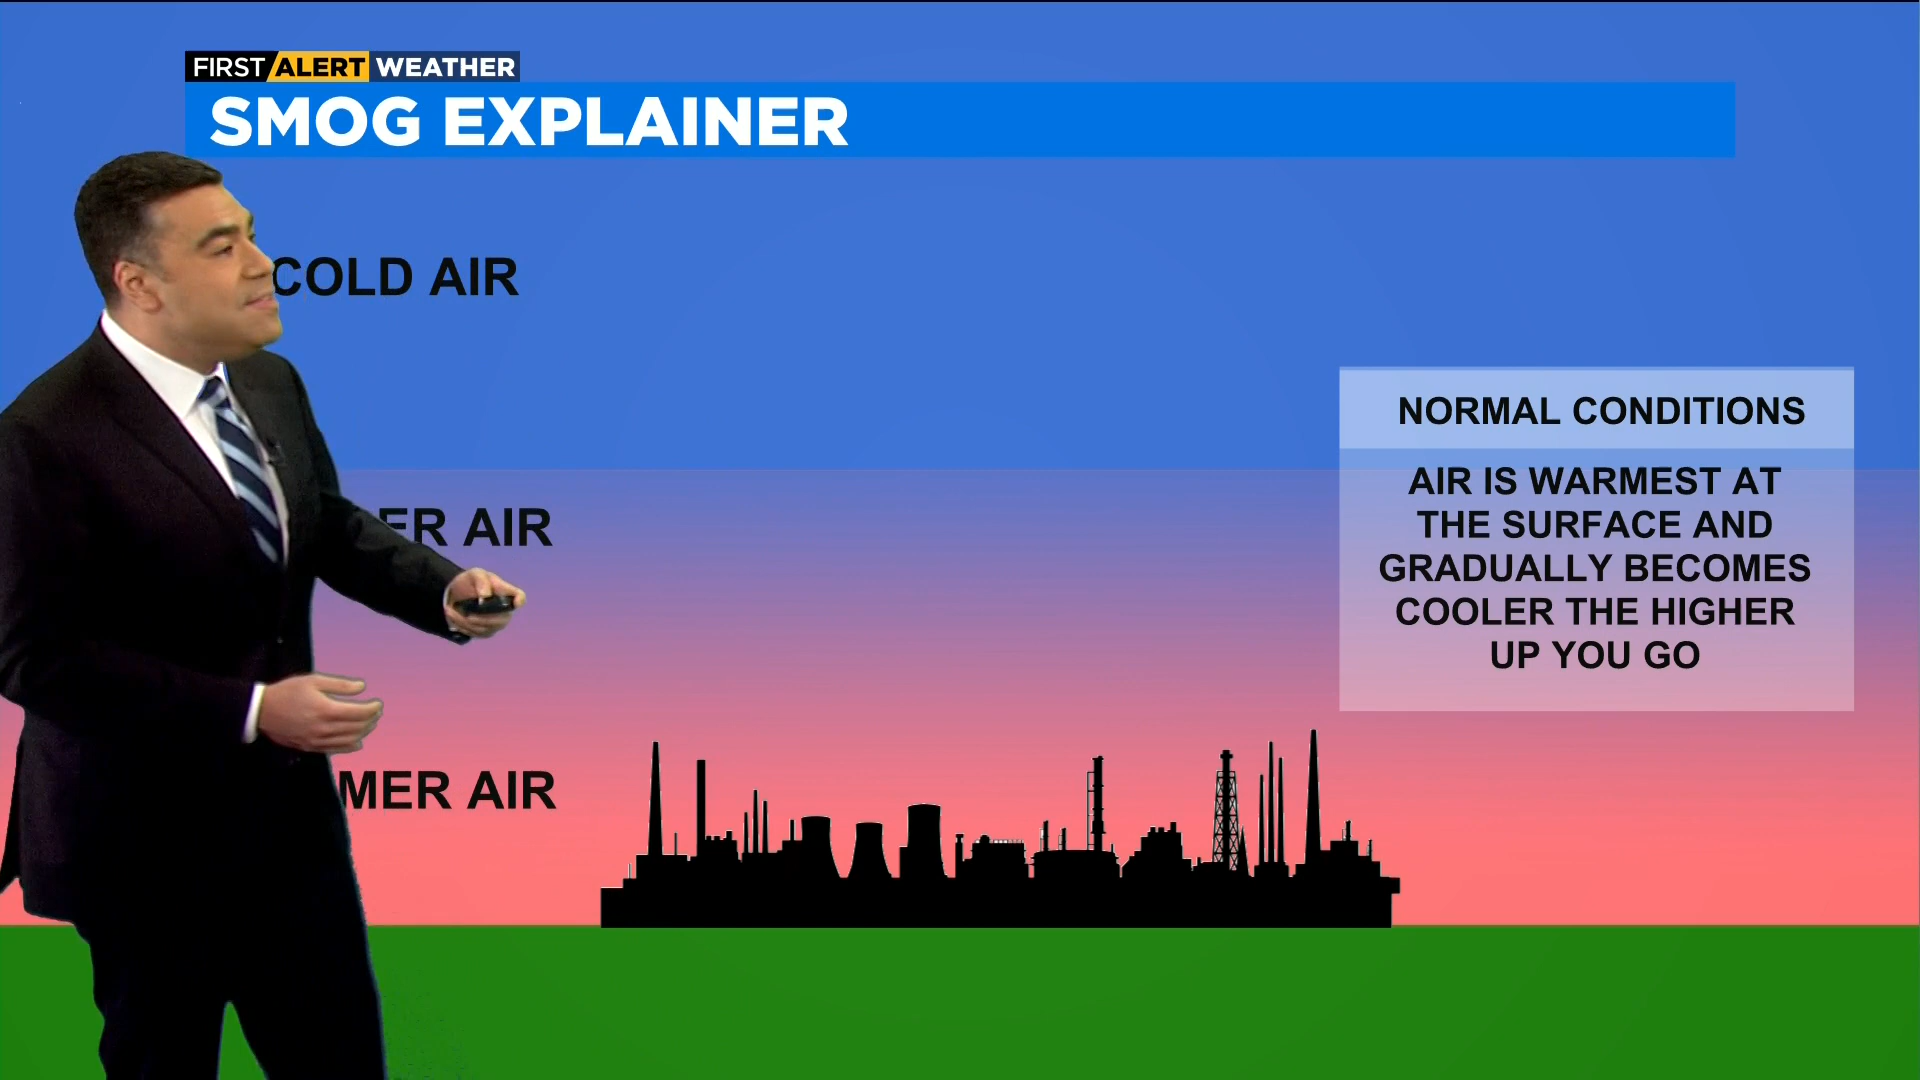 FIRST ALERT WEATHER
SMOG EXPLAINER
COLD AIR
ER AIR
MER AIR
NORMAL CONDITIONS
AIR IS WARMEST AT
THE SURFACE AND
GRADUALLY BECOMES
COOLER THE HIGHER
UP YOU GO